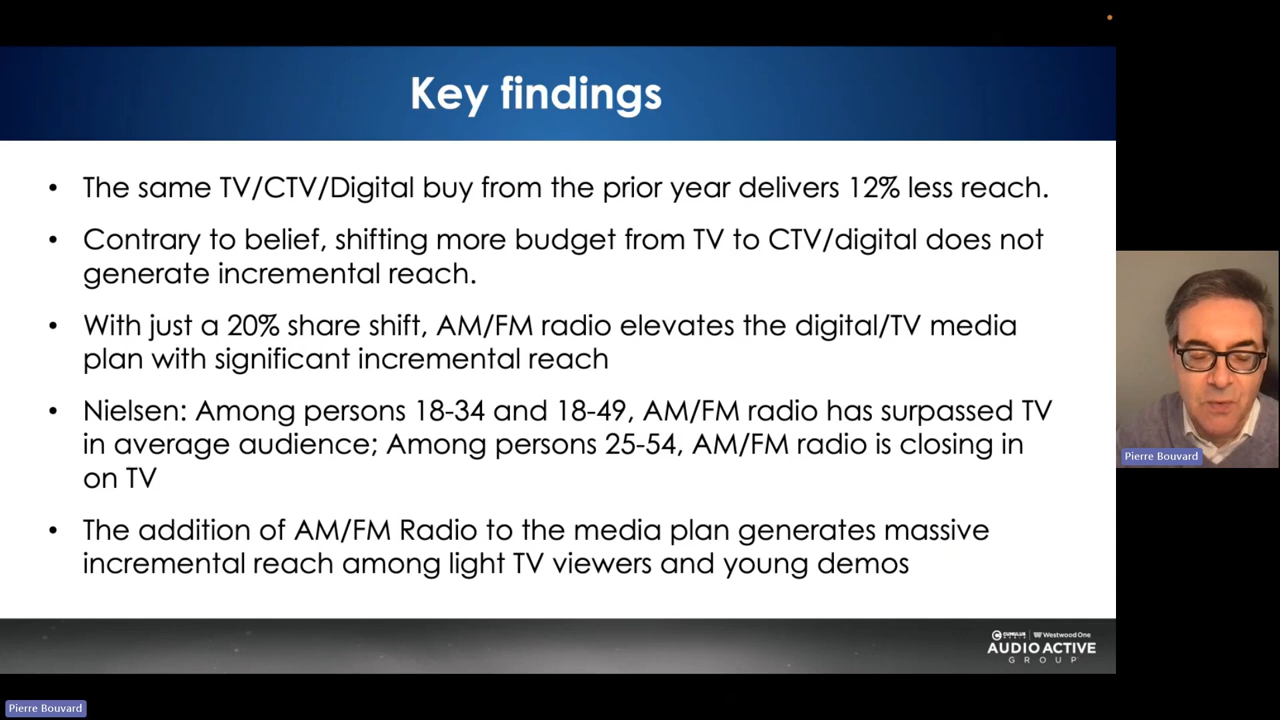 Key findings
• The same TV/CTV/Digital buy from the prior year delivers 12% less reach.
• Contrary to belief, shifting more budget from TV to CTV/digital does not
generate incremental reach.
• With just a 20% share shift, AM/FM radio elevates the digital/TV media
plan with significant incremental reach
• Nielsen: Among persons 18-34 and 18-49, AM/FM radio has surpassed TV
in average audience; Among persons 25-54, AM/FM radio is closing in
on TV
• The addition of AM/FM Radio to the media plan generates massive
incremental reach among light TV viewers and young demos
CUMULUS MEDIA | Westwood One
AUDIO ACTIVE
GROUP
Pierre Bouvard
Pierre Bouvard